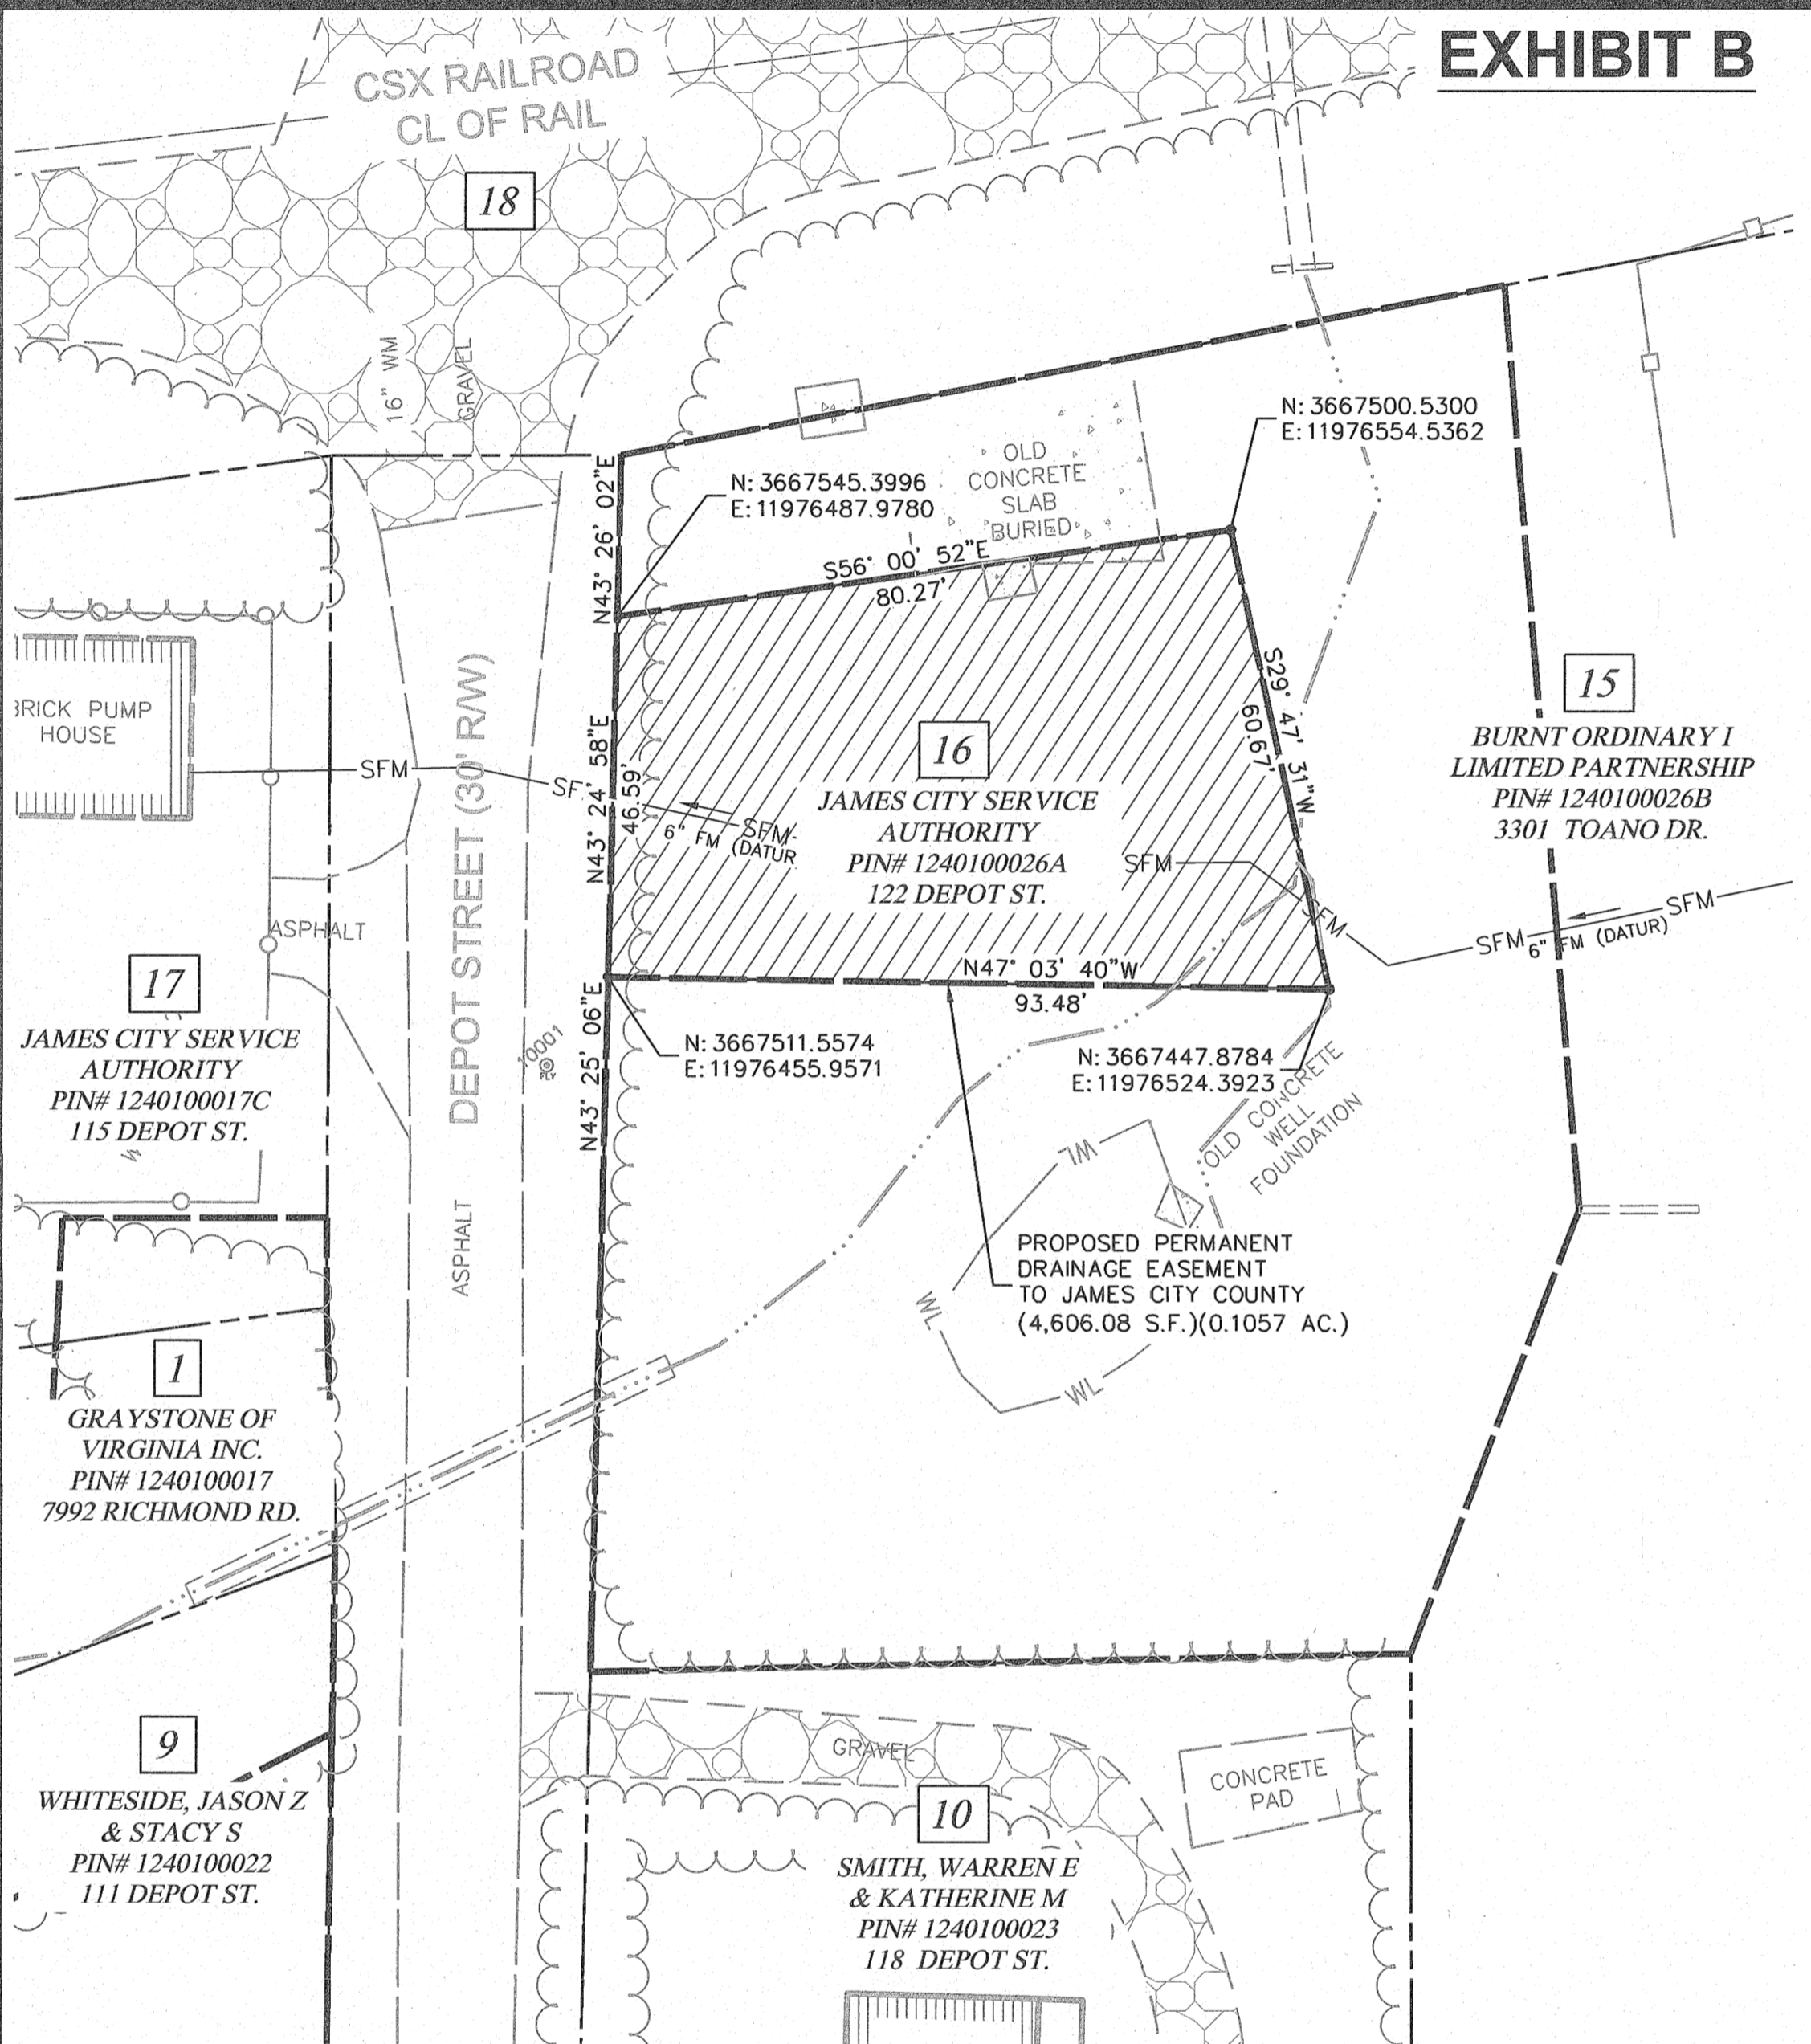 EXHIBIT B
CSX RAILROAD
CL OF RAIL
18
16" WM
GRAVEL
N: 3667500.5300
E: 11976554.5362
OLD
CONCRETE
SLAB
BURIED
N: 3667545.3996
E: 11976487.9780
N43° 26' 02"E
S56° 00' 52"E
80.27'
BRICK PUMP
HOUSE
DEPOT STREET (30' R/W)
SFM
SF
N43° 24' 58"E
46.59'
SFM
6" FM (DATUR
16
JAMES CITY SERVICE
AUTHORITY
PIN# 1240100026A
122 DEPOT ST.
S29° 47' 31"W
60.67'
SFM
SFM
15
BURNT ORDINARY I
LIMITED PARTNERSHIP
PIN# 1240100026B
3301 TOANO DR.
SFM
SFM
6" FM (DATUR)
ASPHALT
17
JAMES CITY SERVICE
AUTHORITY
PIN# 1240100017C
115 DEPOT ST.
N47° 03' 40"W
93.48'
N43° 25' 06"E
10001
N: 3667511.5574
E: 11976455.9571
N: 3667447.8784
E: 11976524.3923
OLD CONCRETE
WELL
FOUNDATION
WL
WL
WL
PROPOSED PERMANENT
DRAINAGE EASEMENT
TO JAMES CITY COUNTY
(4,606.08 S.F.)(0.1057 AC.)
ASPHALT
1
GRAYSTONE OF
VIRGINIA INC.
PIN# 1240100017
7992 RICHMOND RD.
9
WHITESIDE, JASON Z
& STACY S
PIN# 1240100022
111 DEPOT ST.
GRAVEL
CONCRETE
PAD
10
SMITH, WARREN E
& KATHERINE M
PIN# 1240100023
118 DEPOT ST.